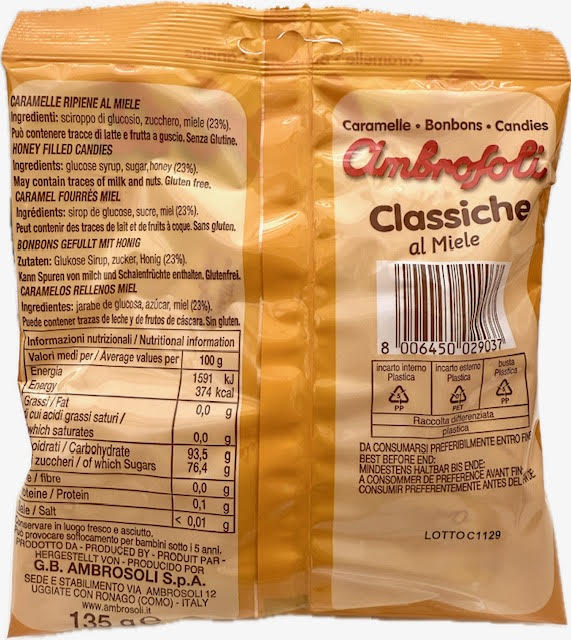 CARAMELLE RIPIENE AL MIELE
Ingredienti: sciroppo di glucosio, zucchero, miele (23%).
Può contenere tracce di latte e frutta a guscio. Senza Glutine.
HONEY FILLED CANDIES
Ingredients: glucose syrup, sugar, honey (23%).
May contain traces of milk and nuts. Gluten free.
CARAMEL FOURRÉS MIEL
Ingrédients: sirop de glucose, sucre, miel (23%).
Peut contenir des traces de lait et de fruits à coque. Sans gluten.
BONBONS GEFULLT MIT HONIG
Zutaten: Glukose Sirup, zucker, Honig (23%).
Kann Spuren von milch und Schalenfrüchte enthalten. Glutenfrei.
CARAMELOS RELLENOS MIEL
Ingredientes: jarabe de glucosa, azúcar, miel (23%).
Puede contener trazas de leche y de frutos de cáscara. Sin gluten.
Informazioni nutrizionali / Nutritional information
Valori medi per / Average values per 100 g
Energia 1591 kJ
/ Energy 374 kcal
Grassi / Fat 0,0 g
di cui acidi grassi saturi /
which saturates 0,0 g
oidrati / Carbohydrate 93,5 g
zuccheri / of which Sugars 76,4 g
e / fibre 0,0 g
oteine / Protein 0,1 g
ale / Salt < 0,01 g
Conservare in luogo fresco e asciutto.
Può provocare soffocamento per bambini sotto i 5 anni.
PRODOTTO DA - PRODUCED BY - PRODUIT PAR -
HERGESTELLT VON - PRODUCIDO POR
G.B. AMBROSOLI S.p.A.
SEDE E STABILIMENTO VIA AMBROSOLI 12
UGGIATE CON RONAGO (COMO) - ITALY
www.ambrosoli.it
135 g e
Caramelle • Bonbons • Candies
Ambrosoli
Classiche
al Miele
8 006450 029037
incarto interno incarto esterno busta
Plastica Plastica Plastica
5 01 5
PP PET PP
Raccolta differenziata
plastica
DA CONSUMARSI PREFERIBILMENTE ENTRO FINE
BEST BEFORE END:
MINDESTENS HALTBAR BIS ENDE:
A CONSOMMER DE PREFERENCE AVANT FIN
CONSUMIR PREFERENTEMENTE ANTES DEL
LOTTO C1129